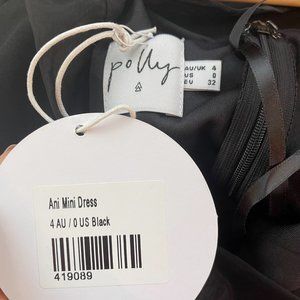 polly
AU/UK 4
US 0
EU 32
Ani Mini Dress
4 AU / 0 US Black
419089